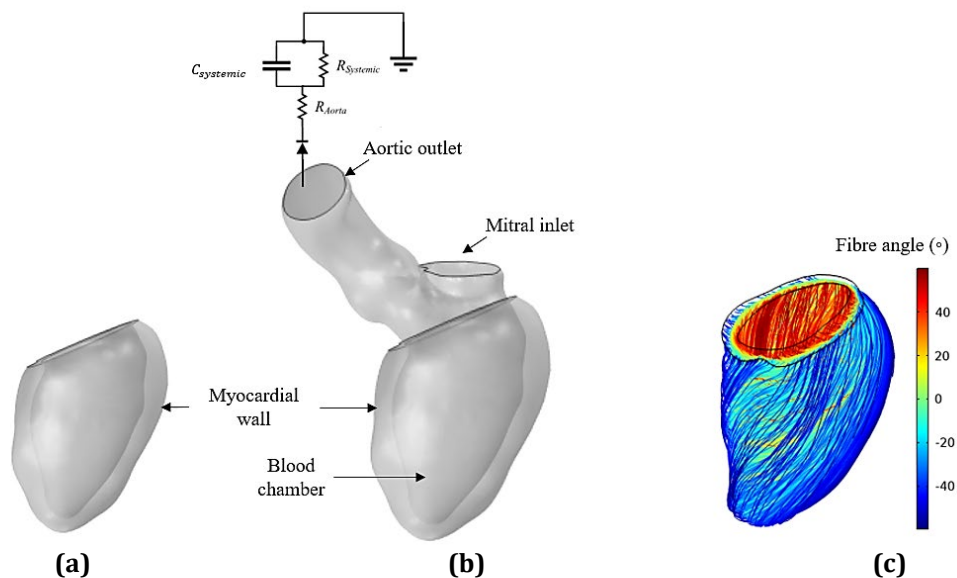 C_systemic
R_Systemic
R_Aorta
Aortic outlet
Mitral inlet
Myocardial
wall
Blood
chamber
Fibre angle (∘)
40
20
0
-20
-40
(a)
(b)
(c)